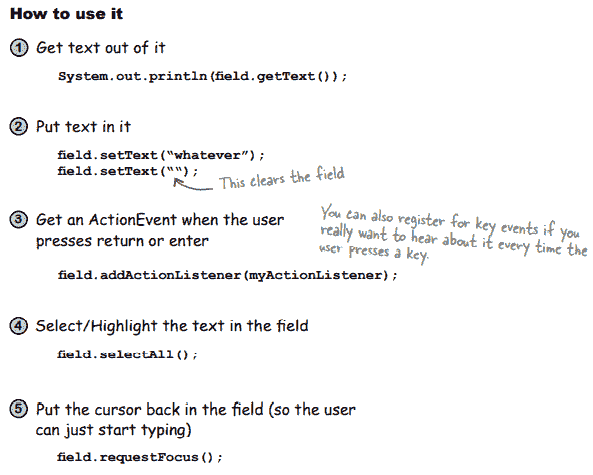 How to use it
1 Get text out of it
System.out.println(field.getText());
2 Put text in it
field.setText(“whatever”);
field.setText(““);
This clears the field
3 Get an ActionEvent when the user
presses return or enter
You can also register for key events if you
really want to hear about it every time the
user presses a key.
field.addActionListener(myActionListener);
4 Select/Highlight the text in the field
field.selectAll();
5 Put the cursor back in the field (so the user
can just start typing)
field.requestFocus();